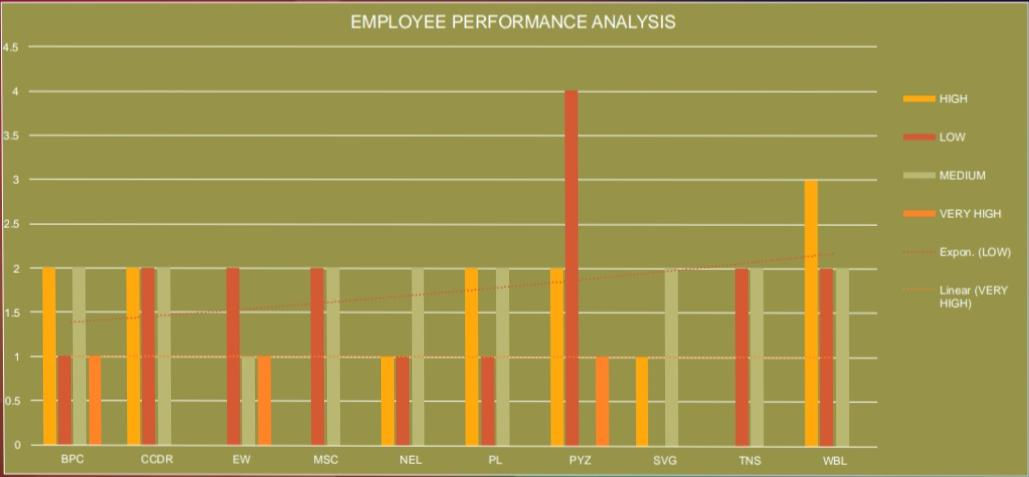 EMPLOYEE PERFORMANCE ANALYSIS
4.5
4
3.5
3
2.5
2
1.5
1
0.5
0
BPC CCDR EW MSC NEL PL PYZ SVG TNS WBL
HIGH
LOW
MEDIUM
VERY HIGH
Expon. (LOW)
Linear (VERY
HIGH)